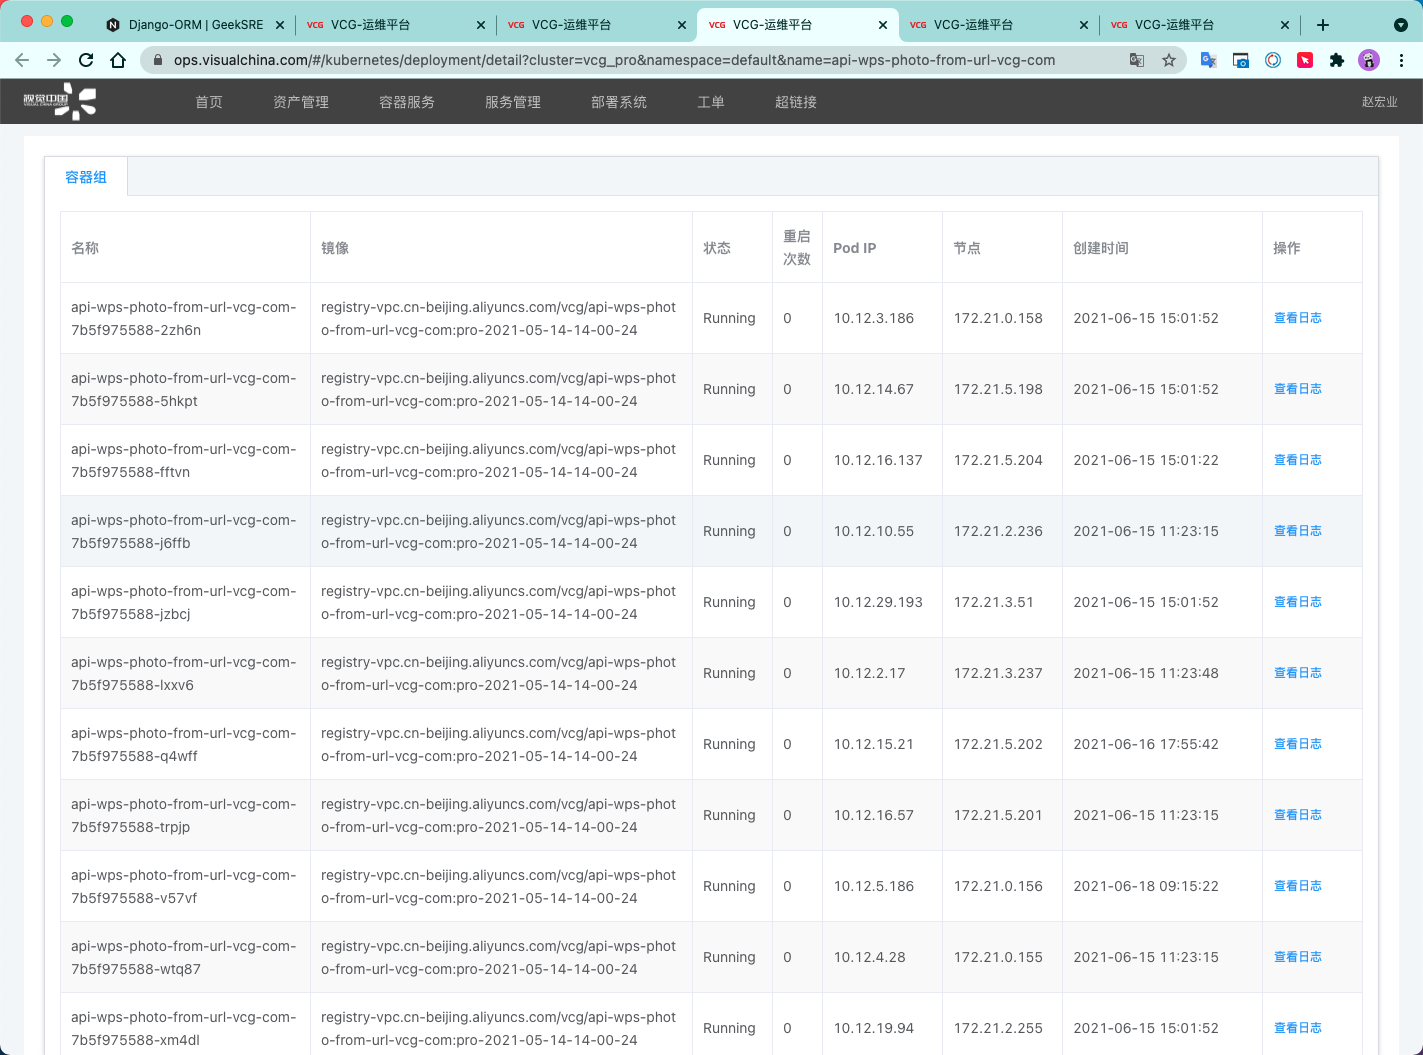 Django-ORM | GeekSRE
VCG VCG-运维平台
VCG VCG-运维平台
VCG VCG-运维平台
VCG VCG-运维平台
VCG VCG-运维平台
ops.visualchina.com/#/kubernetes/deployment/detail?cluster=vcg_pro&namespace=default&name=api-wps-photo-from-url-vcg-com
视觉中国
VISUAL CHINA GROUP
首页 资产管理 容器服务 服务管理 部署系统 工单 超链接 赵宏业
容器组
名称 镜像 状态 重启 Pod IP 节点 创建时间 操作
次数
api-wps-photo-from-url-vcg-com- registry-vpc.cn-beijing.aliyuncs.com/vcg/api-wps-phot Running 0 10.12.3.186 172.21.0.158 2021-06-15 15:01:52 查看日志
7b5f975588-2zh6n o-from-url-vcg-com:pro-2021-05-14-14-00-24
api-wps-photo-from-url-vcg-com- registry-vpc.cn-beijing.aliyuncs.com/vcg/api-wps-phot Running 0 10.12.14.67 172.21.5.198 2021-06-15 15:01:52 查看日志
7b5f975588-5hkpt o-from-url-vcg-com:pro-2021-05-14-14-00-24
api-wps-photo-from-url-vcg-com- registry-vpc.cn-beijing.aliyuncs.com/vcg/api-wps-phot Running 0 10.12.16.137 172.21.5.204 2021-06-15 15:01:22 查看日志
7b5f975588-fftvn o-from-url-vcg-com:pro-2021-05-14-14-00-24
api-wps-photo-from-url-vcg-com- registry-vpc.cn-beijing.aliyuncs.com/vcg/api-wps-phot Running 0 10.12.10.55 172.21.2.236 2021-06-15 11:23:15 查看日志
7b5f975588-j6ffb o-from-url-vcg-com:pro-2021-05-14-14-00-24
api-wps-photo-from-url-vcg-com- registry-vpc.cn-beijing.aliyuncs.com/vcg/api-wps-phot Running 0 10.12.29.193 172.21.3.51 2021-06-15 15:01:52 查看日志
7b5f975588-jzbcj o-from-url-vcg-com:pro-2021-05-14-14-00-24
api-wps-photo-from-url-vcg-com- registry-vpc.cn-beijing.aliyuncs.com/vcg/api-wps-phot Running 0 10.12.2.17 172.21.3.237 2021-06-15 11:23:48 查看日志
7b5f975588-lxxv6 o-from-url-vcg-com:pro-2021-05-14-14-00-24
api-wps-photo-from-url-vcg-com- registry-vpc.cn-beijing.aliyuncs.com/vcg/api-wps-phot Running 0 10.12.15.21 172.21.5.202 2021-06-16 17:55:42 查看日志
7b5f975588-q4wff o-from-url-vcg-com:pro-2021-05-14-14-00-24
api-wps-photo-from-url-vcg-com- registry-vpc.cn-beijing.aliyuncs.com/vcg/api-wps-phot Running 0 10.12.16.57 172.21.5.201 2021-06-15 11:23:15 查看日志
7b5f975588-trpjp o-from-url-vcg-com:pro-2021-05-14-14-00-24
api-wps-photo-from-url-vcg-com- registry-vpc.cn-beijing.aliyuncs.com/vcg/api-wps-phot Running 0 10.12.5.186 172.21.0.156 2021-06-18 09:15:22 查看日志
7b5f975588-v57vf o-from-url-vcg-com:pro-2021-05-14-14-00-24
api-wps-photo-from-url-vcg-com- registry-vpc.cn-beijing.aliyuncs.com/vcg/api-wps-phot Running 0 10.12.4.28 172.21.0.155 2021-06-15 11:23:15 查看日志
7b5f975588-wtq87 o-from-url-vcg-com:pro-2021-05-14-14-00-24
api-wps-photo-from-url-vcg-com- registry-vpc.cn-beijing.aliyuncs.com/vcg/api-wps-phot Running 0 10.12.19.94 172.21.2.255 2021-06-15 15:01:52 查看日志
7b5f975588-xm4dl o-from-url-vcg-com:pro-2021-05-14-14-00-24